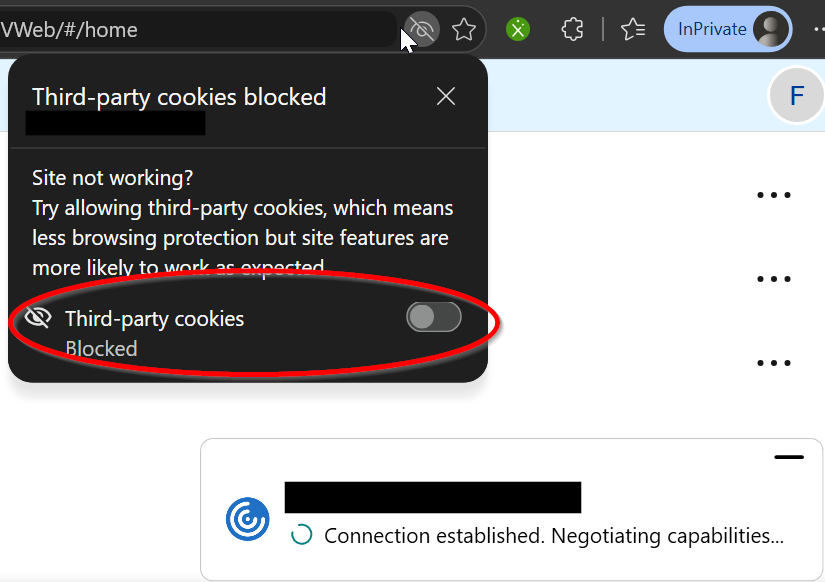 VWeb/#/home
InPrivate
Third-party cookies blocked
F
Site not working?
Try allowing third-party cookies, which means
less browsing protection but site features are
more likely to work as expected.
Third-party cookies
Blocked
Connection established. Negotiating capabilities...